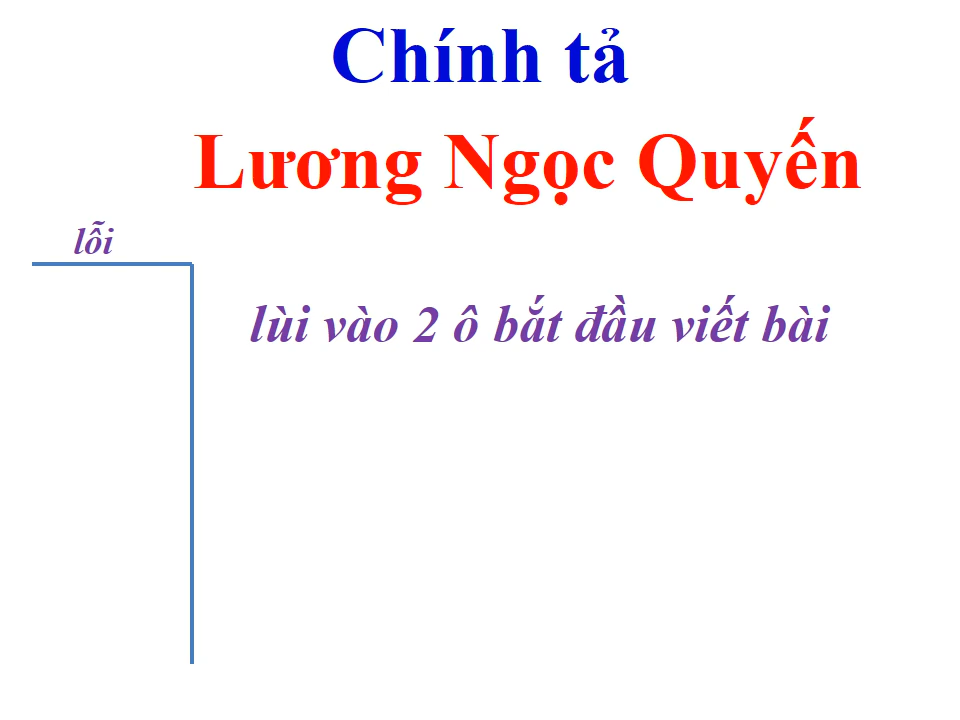 Chính tả
Lương Ngọc Quyến
lỗi
lùi vào 2 ô bắt đầu viết bài